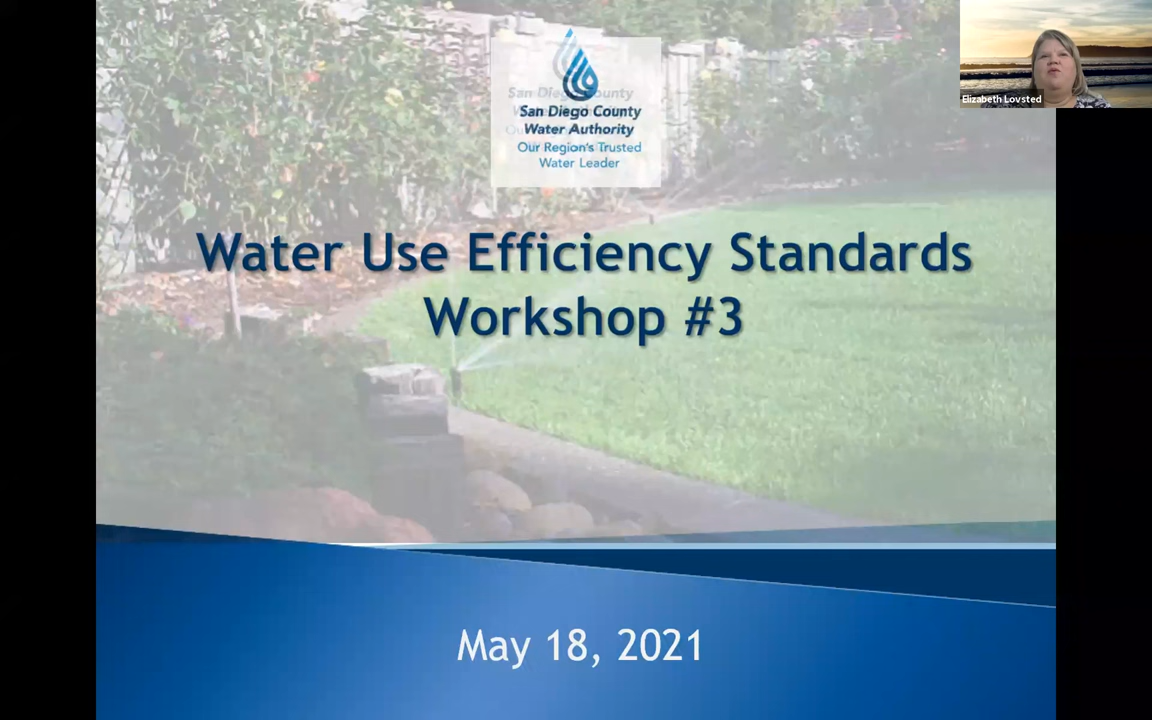 San Diego County
Water Authority
Our Region's Trusted
Water Leader
Elizabeth Lovsted
Water Use Efficiency Standards
Workshop #3
May 18, 2021